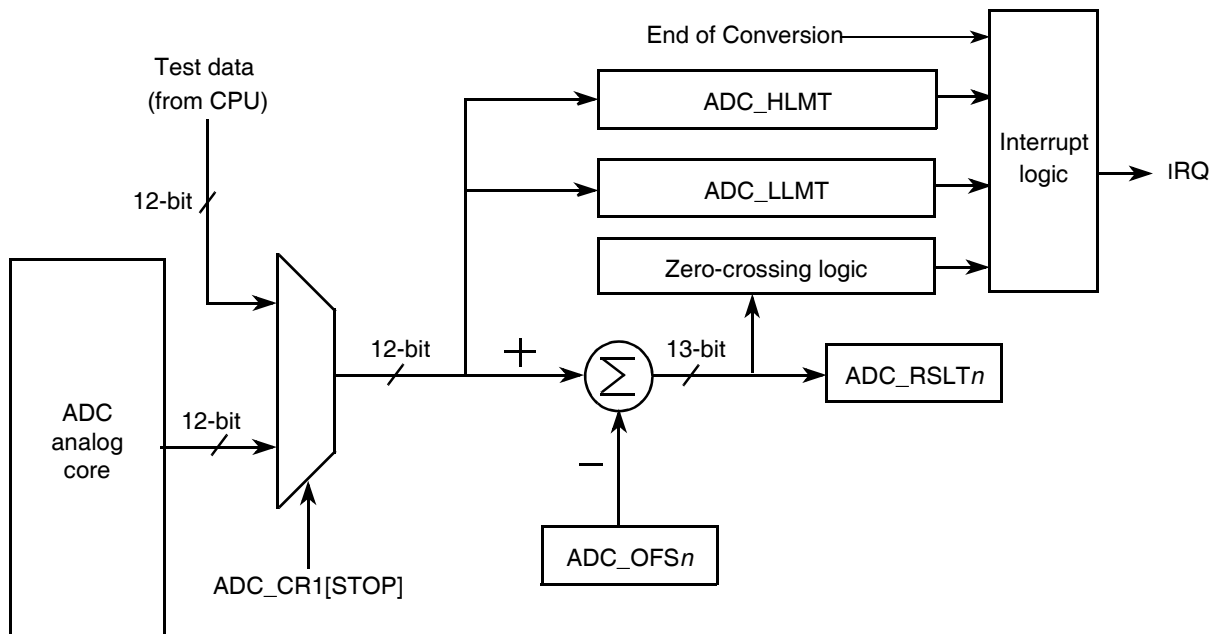 End of Conversion
Test data
(from CPU)
ADC_HLMT
Interrupt
logic
IRQ
12-bit
ADC_LLMT
Zero-crossing logic
12-bit
+
13-bit
Σ
ADC_RSLTn
ADC
analog
core
12-bit
−
ADC_OFSn
ADC_CR1[STOP]